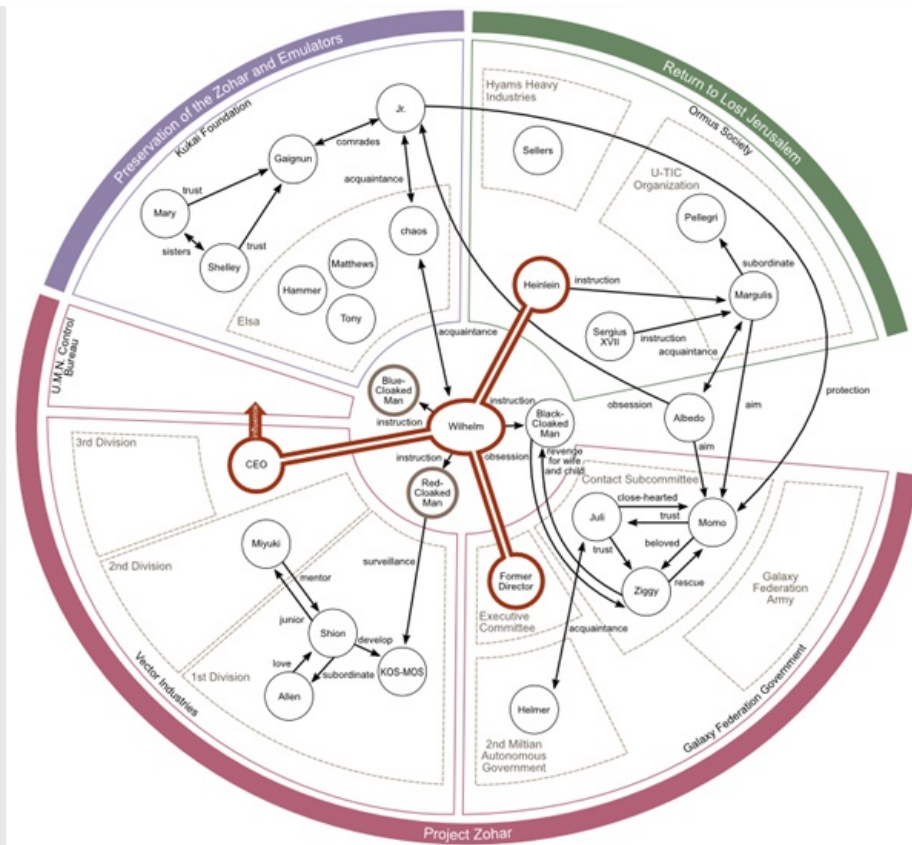 Preservation of the Zohar and Emulators
Kukai Foundation
Jr.
comrades
Gaignun
acquaintance
trust
Mary
sisters
Shelley
trust
chaos
Matthews
Hammer
Tony
Elsa
acquaintance
Return to Lost Jerusalem
Ormus Society
Hyams Heavy
Industries
Sellers
U-TIC
Organization
Pellegri
subordinate
Margulis
Heinlein
instruction
Sergius
XVII
instruction
acquaintance
obsession
Albedo
aim
aim
protection
U.M.N. Control
Bureau
Blue-
Cloaked
Man
instruction
Wilhelm
instruction
Black-
Cloaked
Man
obsession
revenge
for wife
and child
instruction
Red-
Cloaked
Man
surveillance
influence
CEO
3rd Division
2nd Division
1st Division
Vector Industries
Miyuki
mentor
junior
Shion
develop
KOS-MOS
love
subordinate
Allen
Contact Subcommittee
close-hearted
Juli
trust
Momo
trust
beloved
rescue
Ziggy
Former
Director
Executive
Committee
acquaintance
Helmer
2nd Miltian
Autonomous
Government
Galaxy
Federation
Army
Galaxy Federation Government
Project Zohar